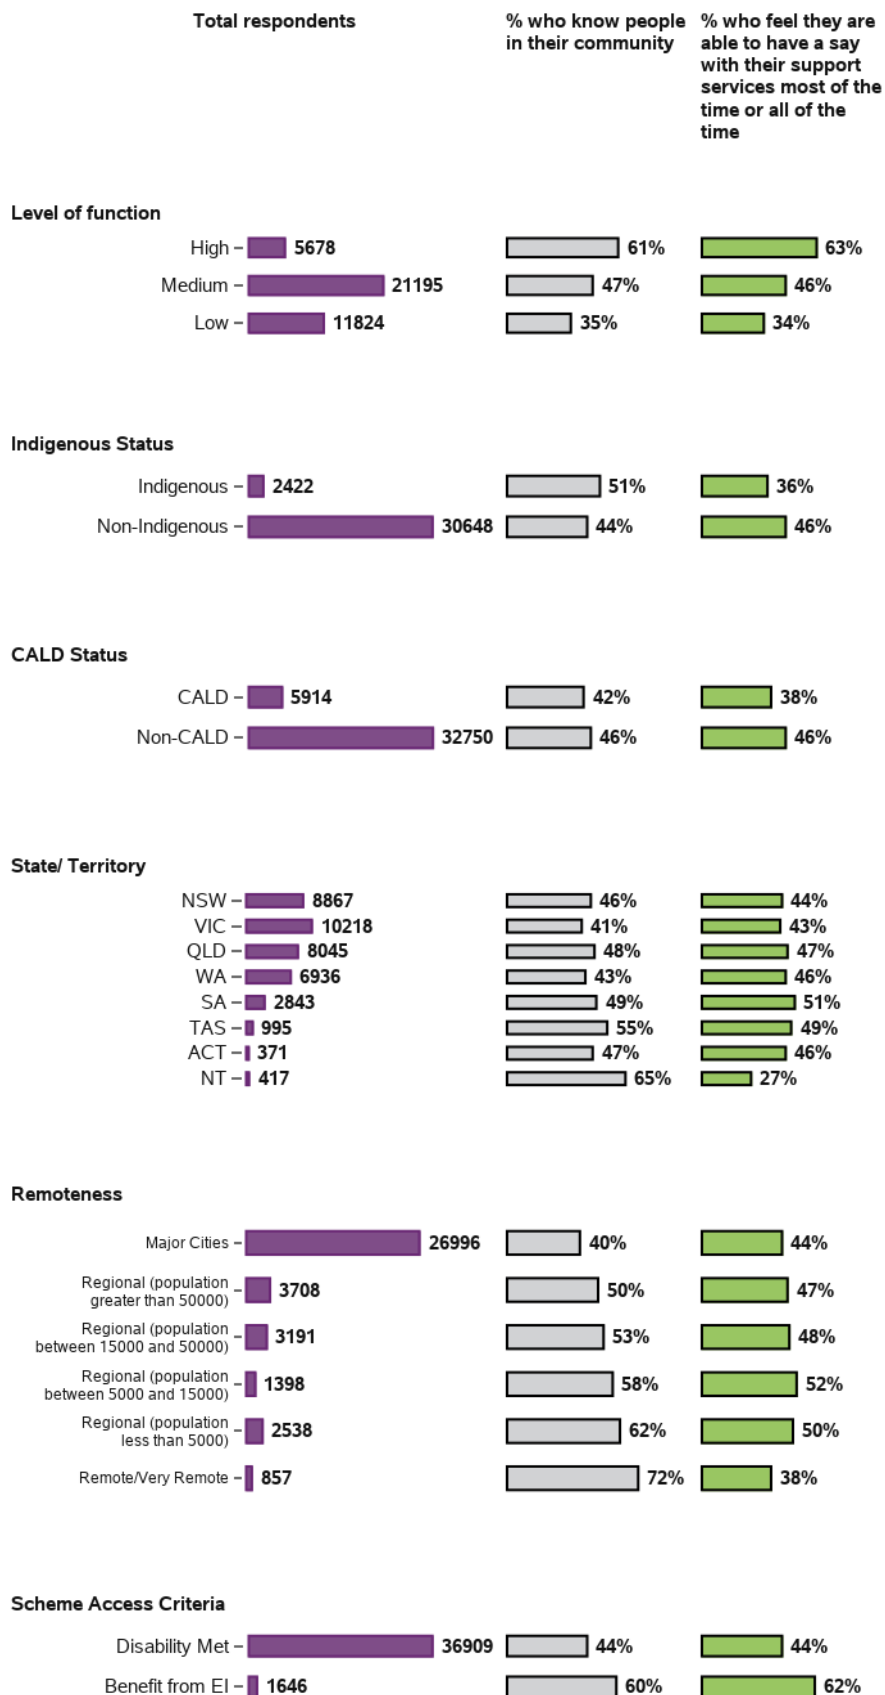 Total respondents
% who know people
in their community
% who feel they are
able to have a say
with their support
services most of the
time or all of the
time
Level of function
High 5678 61% 63%
Medium 21195 47% 46%
Low 11824 35% 34%
Indigenous Status
Indigenous 2422 51% 36%
Non-Indigenous 30648 44% 46%
CALD Status
CALD 5914 42% 38%
Non-CALD 32750 46% 46%
State/ Territory
NSW 8867 46% 44%
VIC 10218 41% 43%
QLD 8045 48% 47%
WA 6936 43% 46%
SA 2843 49% 51%
TAS 995 55% 49%
ACT 371 47% 46%
NT 417 65% 27%
Remoteness
Major Cities 26996 40% 44%
Regional (population
greater than 50000) 3708 50% 47%
Regional (population
between 15000 and 50000) 3191 53% 48%
Regional (population
between 5000 and 15000) 1398 58% 52%
Regional (population
less than 5000) 2538 62% 50%
Remote/Very Remote 857 72% 38%
Scheme Access Criteria
Disability Met 36909 44% 44%
Benefit from EI 1646 60% 62%